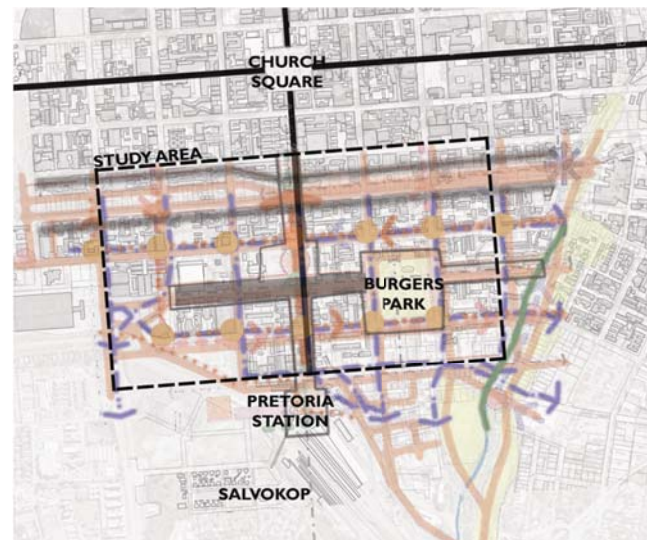 CHURCH
SQUARE
STUDY AREA
BURGERS
PARK
PRETORIA
STATION
SALVOKOP